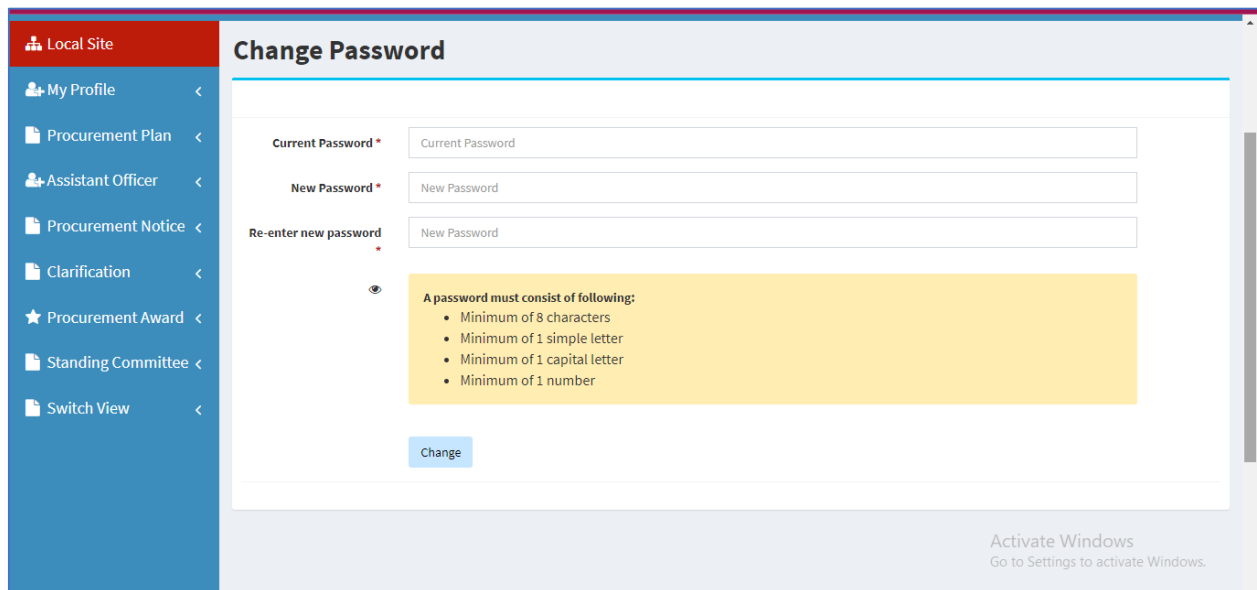 Local Site
My Profile
Procurement Plan
Assistant Officer
Procurement Notice
Clarification
Procurement Award
Standing Committee
Switch View
Change Password
Current Password *
Current Password
New Password *
New Password
Re-enter new password
*
New Password
A password must consist of following:
• Minimum of 8 characters
• Minimum of 1 simple letter
• Minimum of 1 capital letter
• Minimum of 1 number
Change
Activate Windows
Go to Settings to activate Windows.